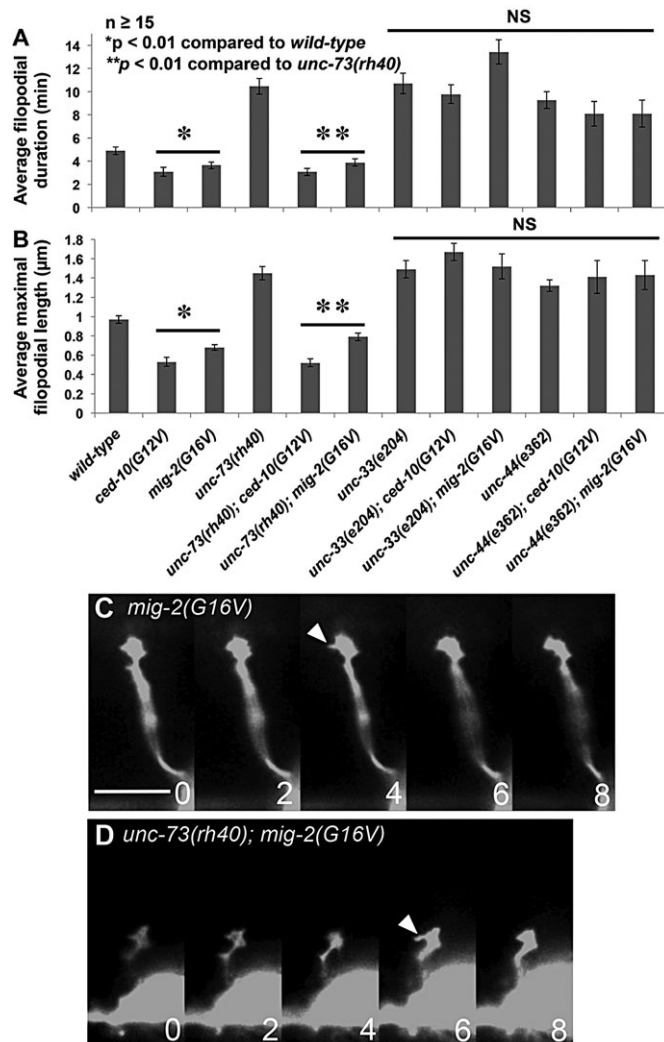 A
n ≥ 15
*p < 0.01 compared to wild-type
**p < 0.01 compared to unc-73(rh40)
NS
Average filopodial duration (min)
14
12
10
8
6
4
2
0
*
**
B
NS
Average maximal filopodial length (µm)
1.8
1.6
1.4
1.2
1
0.8
0.6
0.4
0.2
0
*
**
wild-type
ced-10(G12V)
mig-2(G16V)
unc-73(rh40)
unc-73(rh40); ced-10(G12V)
unc-73(rh40); mig-2(G16V)
unc-33(e204)
unc-33(e204); ced-10(G12V)
unc-33(e204); mig-2(G16V)
unc-44(e362)
unc-44(e362); ced-10(G12V)
unc-44(e362); mig-2(G16V)
C mig-2(G16V)
0 2 4 6 8
D unc-73(rh40); mig-2(G16V)
0 2 4 6 8